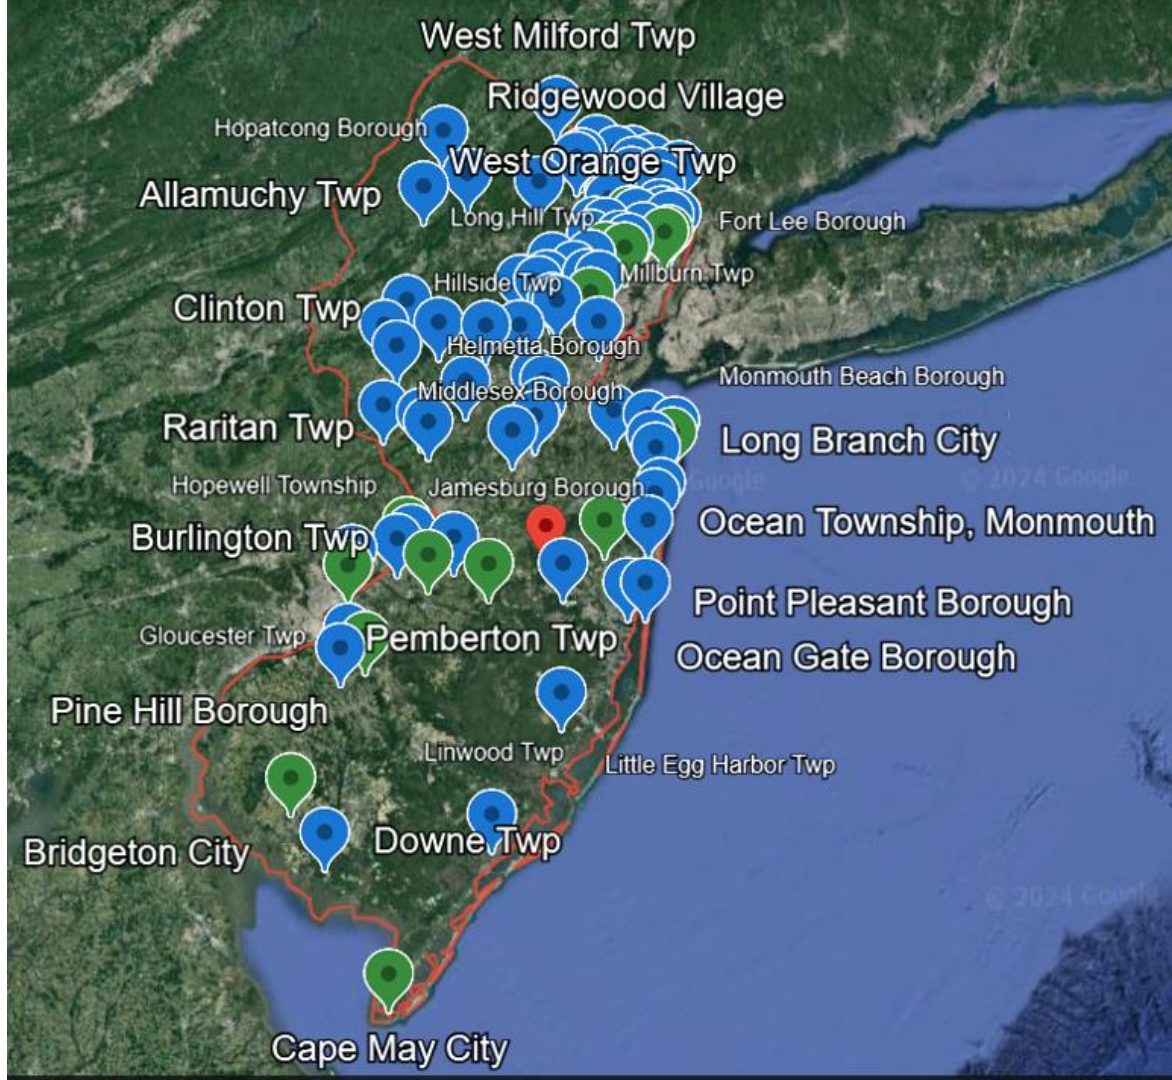 West Milford Twp
Ridgewood Village
Hopatcong Borough
West Orange Twp
Allamuchy Twp
Long Hill Twp
Fort Lee Borough
Millburn Twp
Hillside Twp
Clinton Twp
Helmetta Borough
Monmouth Beach Borough
Middlesex Borough
Raritan Twp
Long Branch City
Google
© 2024 Google
Hopewell Township
Jamesburg Borough
Ocean Township, Monmouth
Burlington Twp
Point Pleasant Borough
Gloucester Twp
Pemberton Twp
Ocean Gate Borough
Pine Hill Borough
Linwood Twp
Little Egg Harbor Twp
Downe Twp
Bridgeton City
© 2024 Google
Cape May City